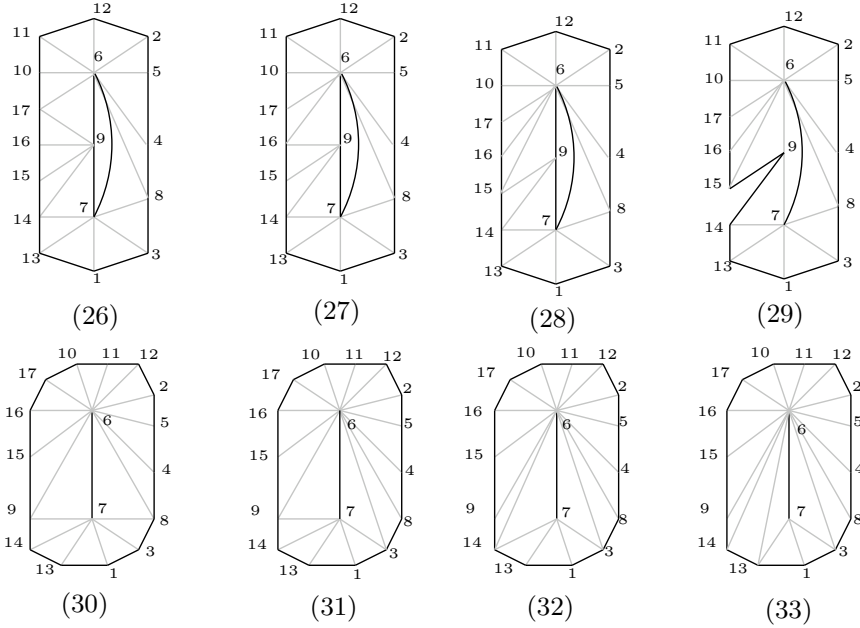 12 12 12 12
11 2 11 2 11 2 11 2
6 6 6 6
10 5 10 5 10 5 10 5
17 17 17 17
16 9 4 16 9 4 16 9 4 16 9 4
15 15 15 15
8 8 8 8
14 7 14 7 14 7 14 7
13 3 13 3 13 3 13 3
1 1 1 1
(26) (27) (28) (29)
10 11 12 10 11 12 10 11 12 10 11 12
17 2 17 2 17 2 17 2
16 6 5 16 6 5 16 6 5 16 6 5
15 4 15 4 15 4 15 4
9 7 8 9 7 8 9 7 8 9 7 8
14 3 14 3 14 3 14 3
13 1 13 1 13 1 13 1
(30) (31) (32) (33)